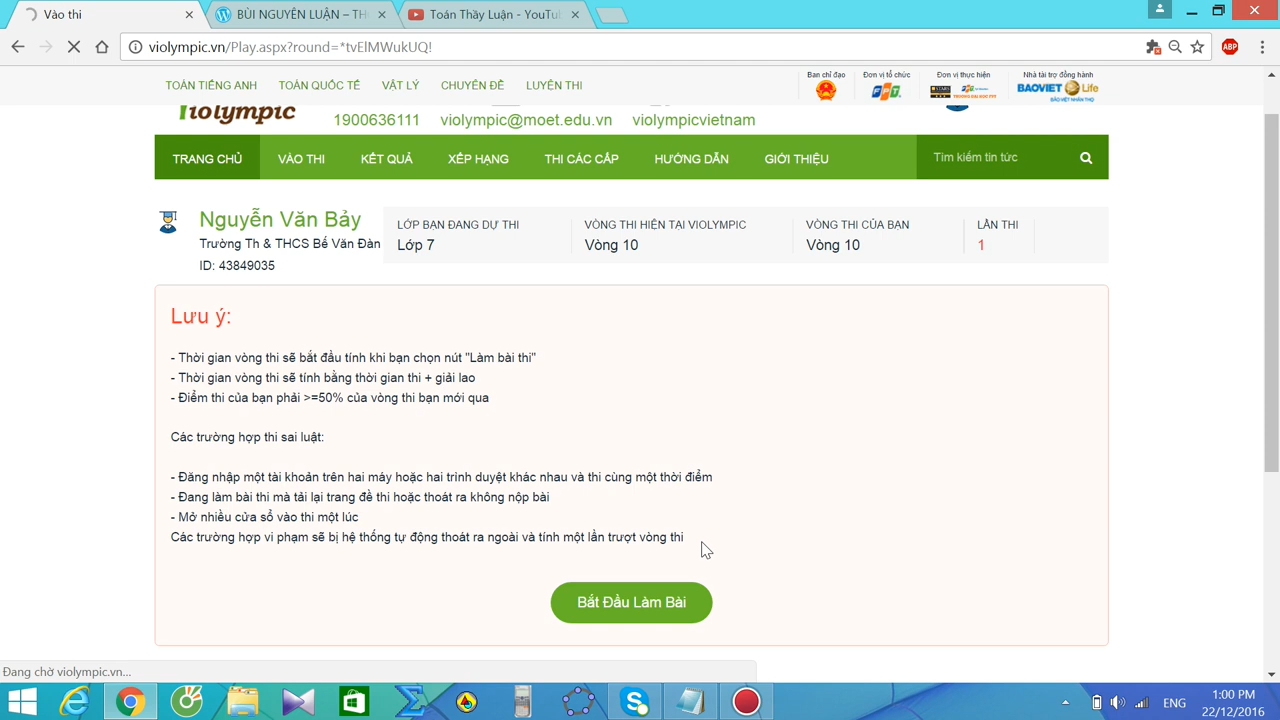 Vào thi
BÙI NGUYÊN LUẬN – TH
Toán Thầy Luận - YouTu
violympic.vn/Play.aspx?round=*tvElMWukUQ!
ABP
TOÁN TIẾNG ANH TOÁN QUỐC TẾ VẬT LÝ CHUYÊN ĐỀ LUYỆN THI
Ban chỉ đạo Đơn vị tổ chức Đơn vị thực hiện Nhà tài trợ đồng hành
FPT BAOVIET Life
BẢO VIỆT NHÂN THỌ
Violympic
1900636111 violympic@moet.edu.vn violympicvietnam
TRANG CHỦ VÀO THI KẾT QUẢ XẾP HẠNG THI CÁC CẤP HƯỚNG DẪN GIỚI THIỆU Tìm kiếm tin tức
Nguyễn Văn Bảy
Trường Th & THCS Bế Văn Đàn
ID: 43849035
LỚP BẠN ĐANG DỰ THI VÒNG THI HIỆN TẠI VIOLYMPIC VÒNG THI CỦA BẠN LẦN THI
Lớp 7 Vòng 10 Vòng 10 1
Lưu ý:
- Thời gian vòng thi sẽ bắt đầu tính khi bạn chọn nút "Làm bài thi"
- Thời gian vòng thi sẽ tính bằng thời gian thi + giải lao
- Điểm thi của bạn phải >=50% của vòng thi bạn mới qua
Các trường hợp thi sai luật:
- Đăng nhập một tài khoản trên hai máy hoặc hai trình duyệt khác nhau và thi cùng một thời điểm
- Đang làm bài thi mà tải lại trang đề thi hoặc thoát ra không nộp bài
- Mở nhiều cửa sổ vào thi một lúc
Các trường hợp vi phạm sẽ bị hệ thống tự động thoát ra ngoài và tính một lần trượt vòng thi
Bắt Đầu Làm Bài
Đang chờ violympic.vn...
ENG
1:00 PM
22/12/2016